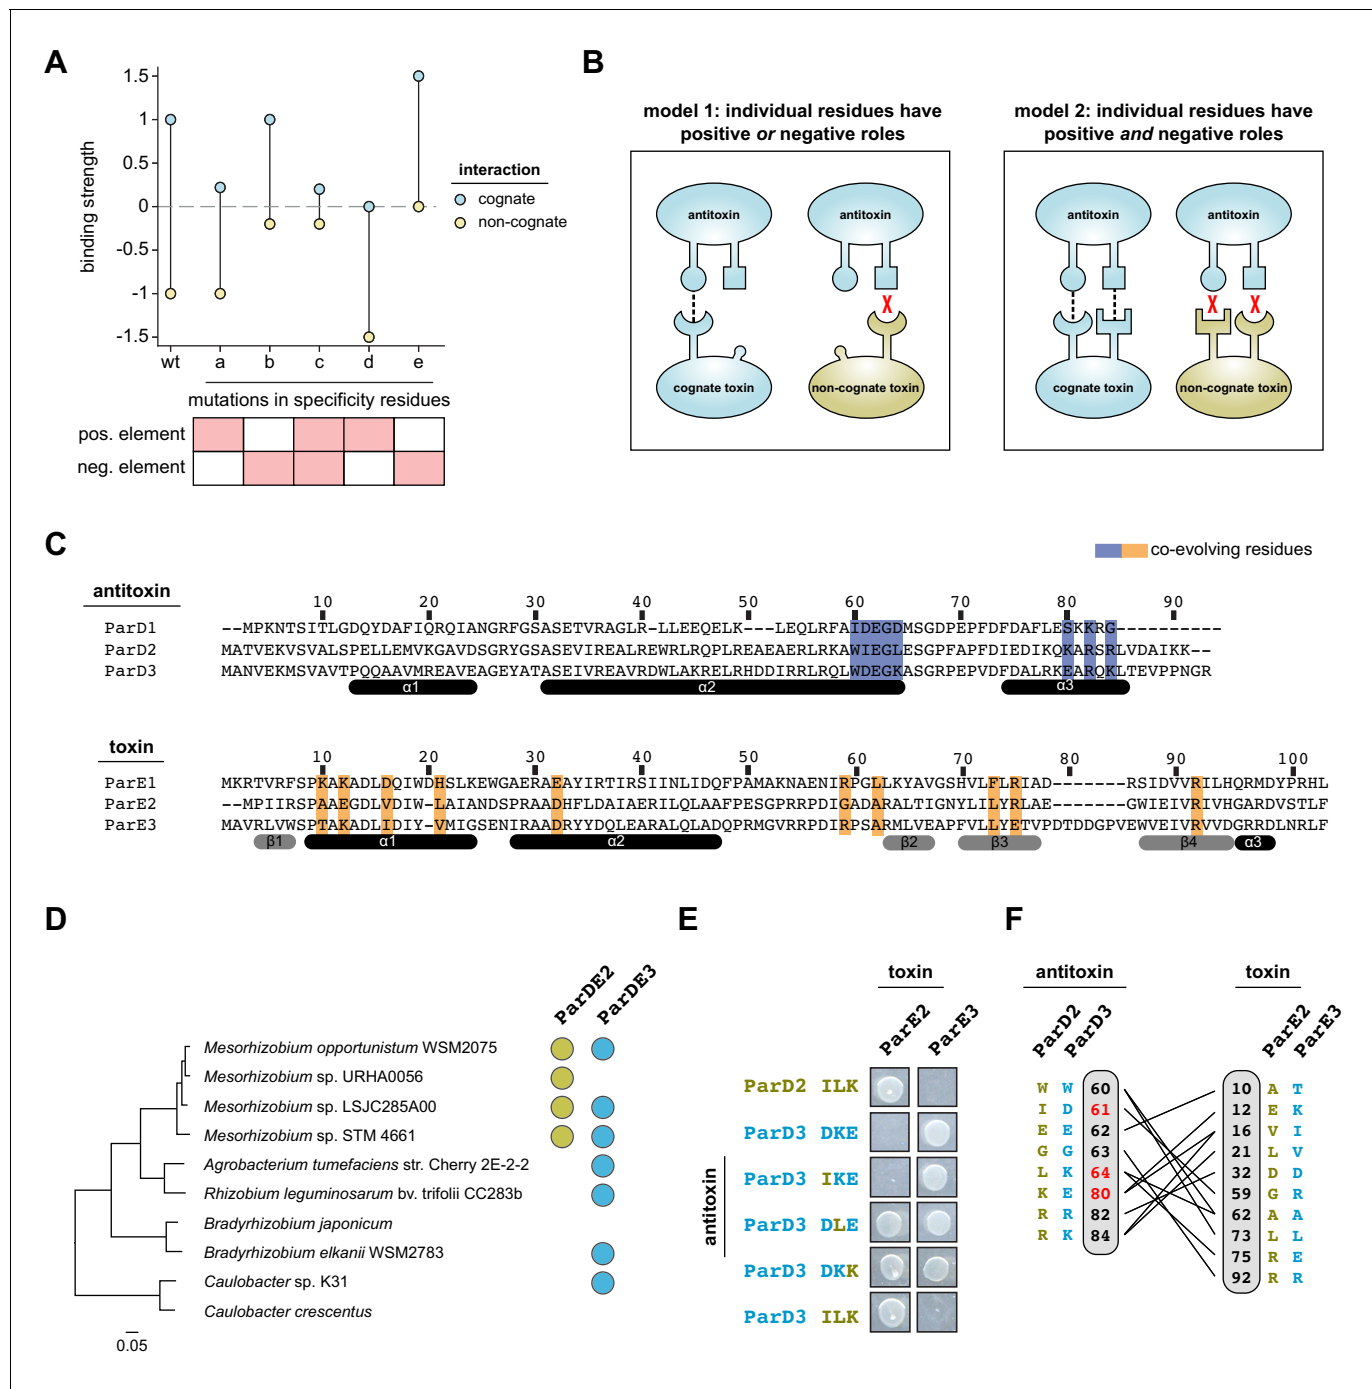 A
1.5
1
0.5
0
-0.5
-1
-1.5
binding strength
wt a b c d e
mutations in specificity residues
pos. element
neg. element
interaction
cognate
non-cognate
B
model 1: individual residues have
positive or negative roles
antitoxin
antitoxin
X
cognate toxin
non-cognate toxin
model 2: individual residues have
positive and negative roles
antitoxin
antitoxin
X X
cognate toxin
non-cognate toxin
C
co-evolving residues
antitoxin
10 20 30 40 50 60 70 80 90
ParD1 --MPKNTSITLGDQYDAFIQRQIANGRFGSASETVRAGLR-LLEEQELK---LEQLRFAIDEGDMSGDPEPFDFDAFLESKKRG----------
ParD2 MATVEKVSVALSPELLEMVKGAVDSGRYGSASEVIREALREWRLRQPLREAEAERLRKAWIEGLESGPFAPFDIEDIKQKARSRLVDAIKK--
ParD3 MANVEKMSVAVTPQQAAVMREAVEAGEYATASEIVREAVRDWLAKRELRHDDIRRLRQLWDEGKASGRPEPVDFDALRKEARQKLTEVPPNGR
α1 α2 α3
toxin
10 20 30 40 50 60 70 80 90 100
ParE1 MKRTVRFSPKAKADLDQIWDHSLKEWGAERAEAYIRTIRSIINLIDQFPAMAKNAENIRPGLLKYAVGSHVLFLRIAD--------RSIDVVRILHQRMDYPRHL
ParE2 --MPIIRSPAAEGDLVDIW-LAIANDSPRAADHFLDAIAERILQLAAFPESGPRRPDIGADARALTIGNYLILYRLAE-------GWIEIVRIVHGARDVSTLF
ParE3 MAVRLVWSPTAKADLIDIY-VMIGSENIRAADRYYDQLEARALQLADQPRMGVRRPDIRPSARMLVEAPFVLLYETVPDTDDGPVEWVEIVRVVDGRRDLNRLF
β1 α1 α2 β2 β3 β4 α3
D
ParDE2 ParDE3
Mesorhizobium opportunistum WSM2075
Mesorhizobium sp. URHA0056
Mesorhizobium sp. LSJC285A00
Mesorhizobium sp. STM 4661
Agrobacterium tumefaciens str. Cherry 2E-2-2
Rhizobium leguminosarum bv. trifolii CC283b
Bradyrhizobium japonicum
Bradyrhizobium elkanii WSM2783
Caulobacter sp. K31
Caulobacter crescentus
0.05
E
toxin
ParE2 ParE3
antitoxin
ParD2 ILK
ParD3 DKE
ParD3 IKE
ParD3 DLE
ParD3 DKK
ParD3 ILK
F
antitoxin toxin
ParD2 ParD3 ParE2 ParE3
W W 60 10 A T
I D 61 12 E K
E E 62 16 V I
G G 63 21 L V
L K 64 32 D D
K E 80 59 G R
R R 82 62 A A
R K 84 73 L L
75 R E
92 R R